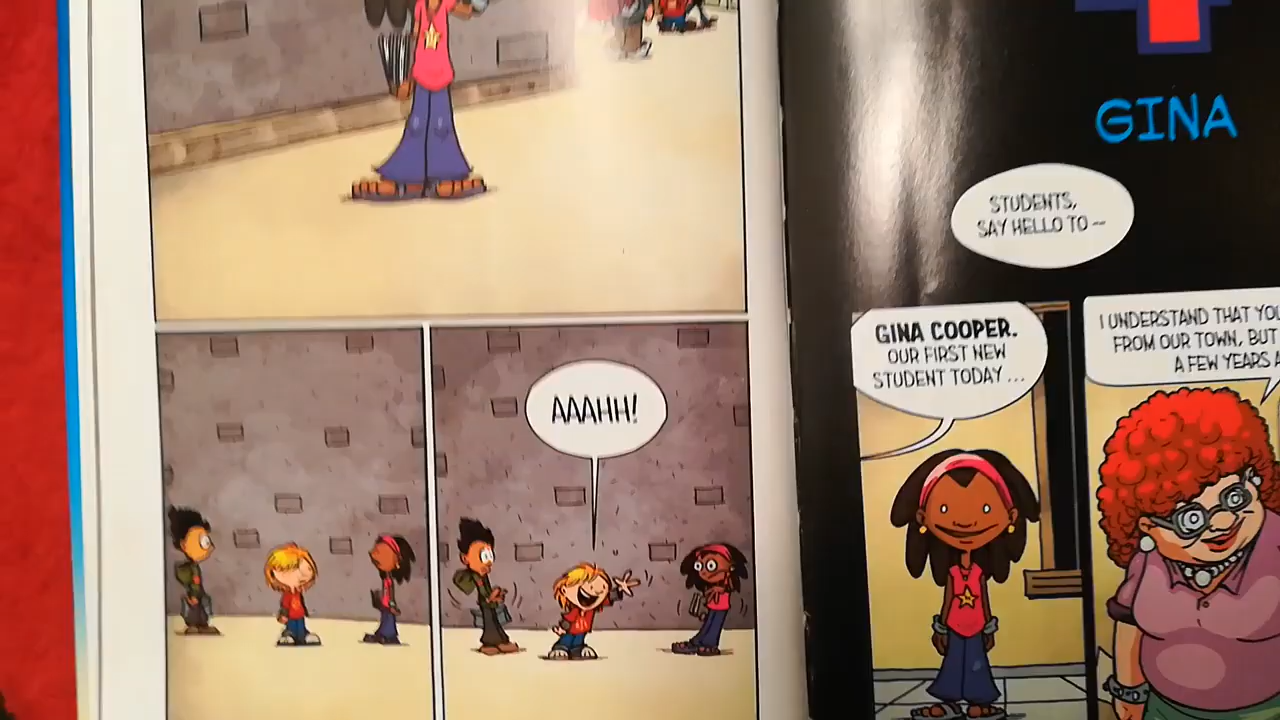 AAAHH!
GINA
STUDENTS,
SAY HELLO TO --
GINA COOPER.
OUR FIRST NEW
STUDENT TODAY...
I UNDERSTAND THAT YOU
FROM OUR TOWN, BUT
A FEW YEARS